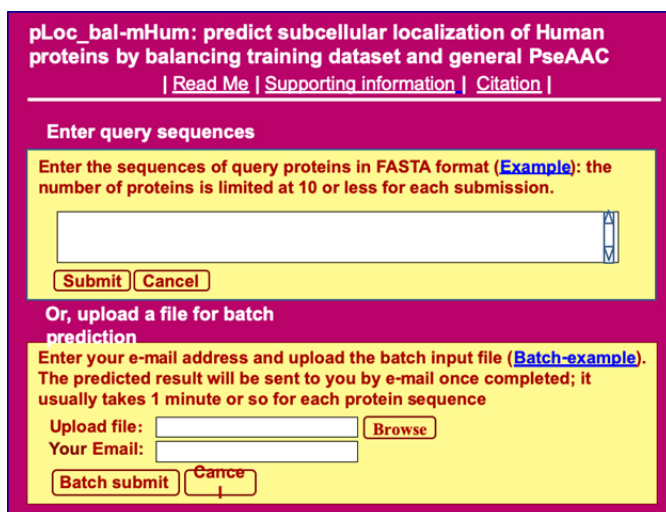 pLoc_bal-mHum: predict subcellular localization of Human
proteins by balancing training dataset and general PseAAC
| Read Me | Supporting information | Citation |
Enter query sequences
Enter the sequences of query proteins in FASTA format (Example): the
number of proteins is limited at 10 or less for each submission.
Submit Cancel
Or, upload a file for batch
prediction
Enter your e-mail address and upload the batch input file (Batch-example).
The predicted result will be sent to you by e-mail once completed; it
usually takes 1 minute or so for each protein sequence
Upload file: Browse
Your Email:
Batch submit Cance
l